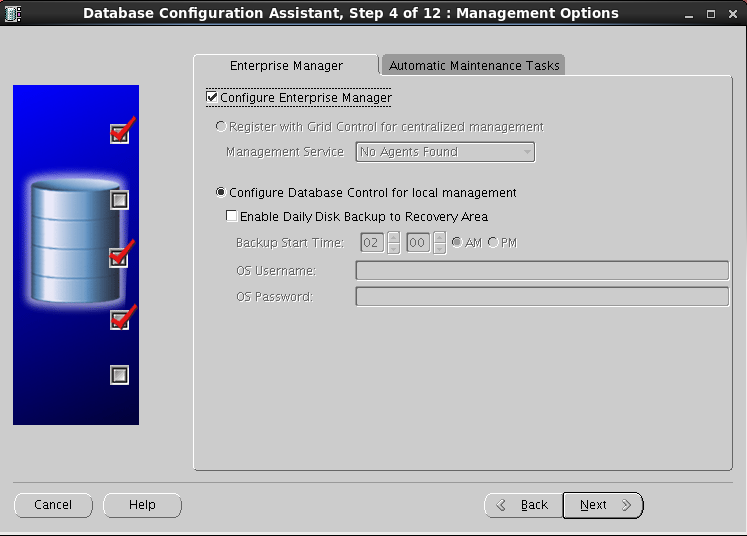 Database Configuration Assistant, Step 4 of 12 : Management Options
Enterprise Manager Automatic Maintenance Tasks
Configure Enterprise Manager
Register with Grid Control for centralized management
Management Service No Agents Found
Configure Database Control for local management
Enable Daily Disk Backup to Recovery Area
Backup Start Time: 02 00 AM PM
OS Username:
OS Password:
Cancel Help Back Next